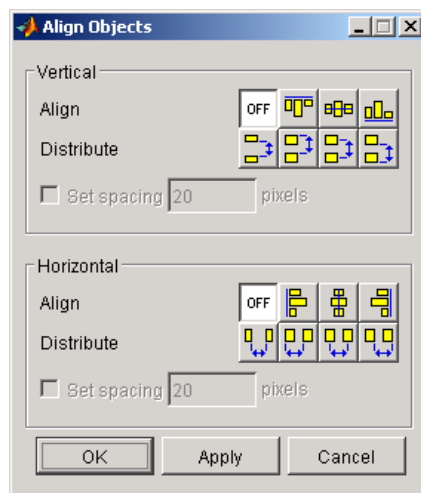 Align Objects
Vertical
Align OFF
Distribute
Set spacing 20 pixels
Horizontal
Align OFF
Distribute
Set spacing 20 pixels
OK Apply Cancel